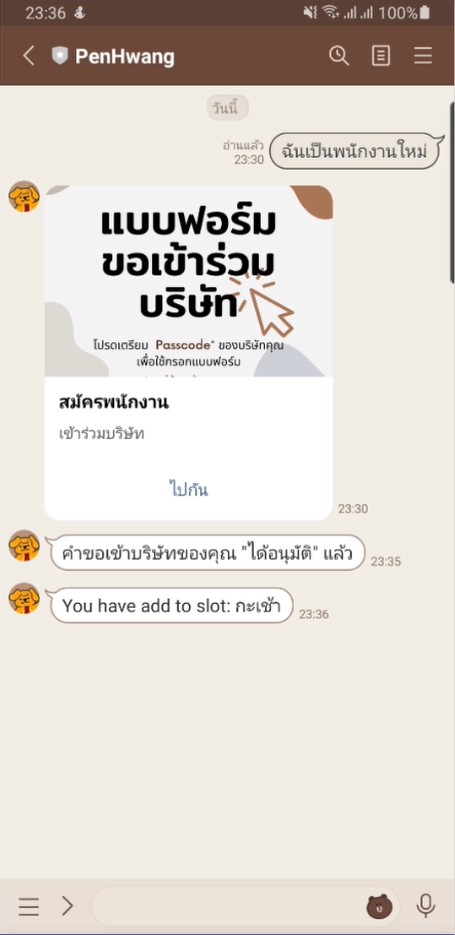 23:36
100%
PenHwang
วันนี้
อ่านแล้ว
23:30
ฉันเป็นพนักงานใหม่
แบบฟอร์ม
ขอเข้าร่วม
บริษัท
โปรดเตรียม Passcode* ของบริษัทคุณ
เพื่อใช้กรอกแบบฟอร์ม
สมัครพนักงาน
เข้าร่วมบริษัท
ไปกัน
23:30
คำขอเข้าบริษัทของคุณ "ได้อนุมัติ" แล้ว
23:35
You have add to slot: กะเช้า
23:36